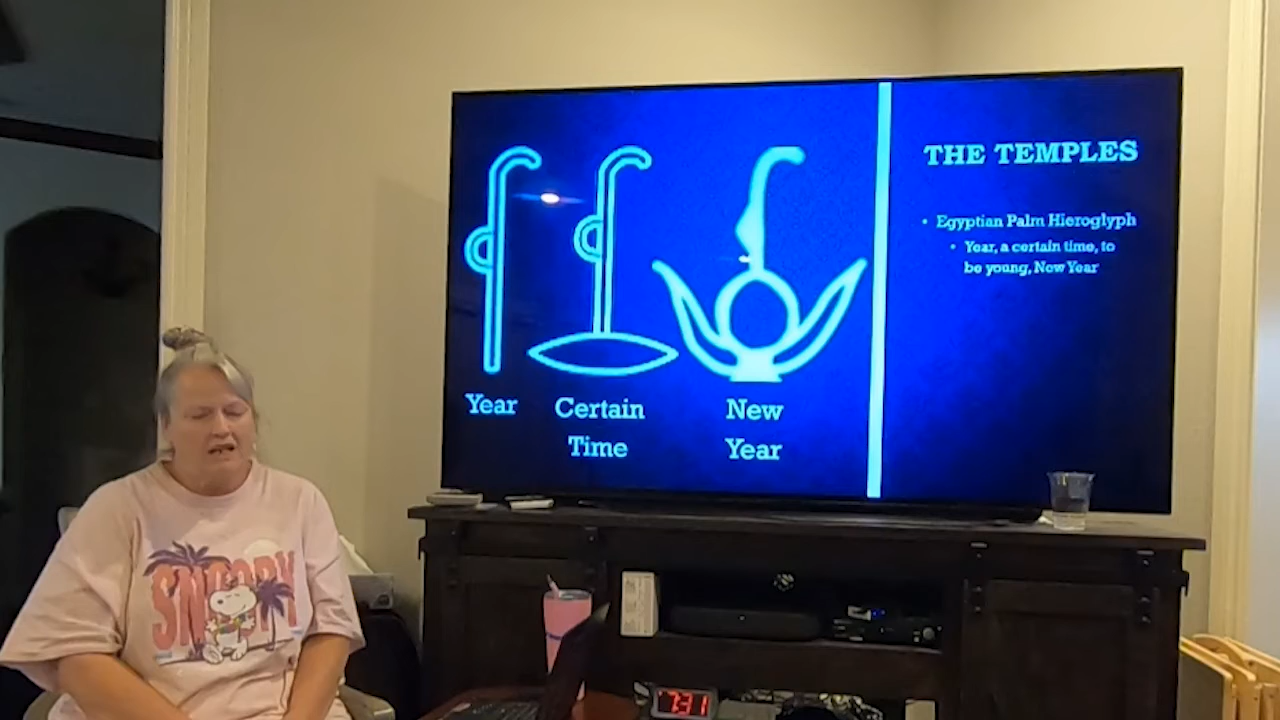 THE TEMPLES
• Egyptian Palm Hieroglyph
• Year, a certain time, to
be young, New Year
Year
Certain
Time
New
Year
SNOOPY
7:31